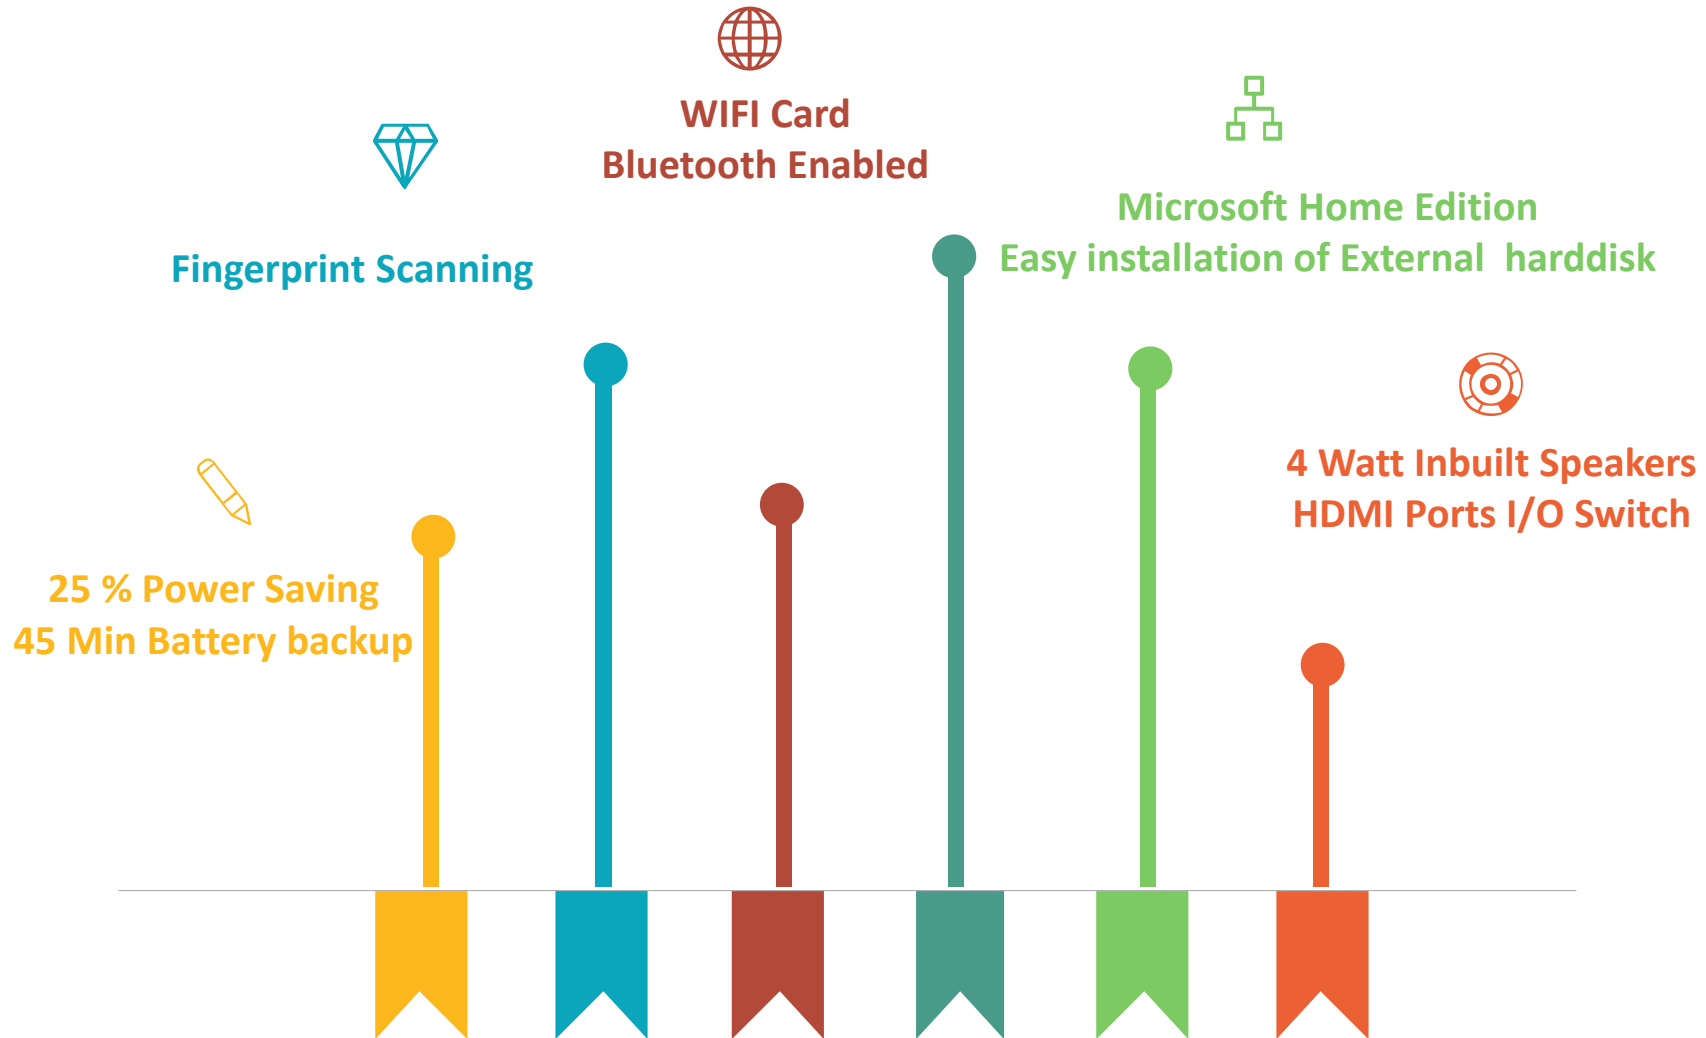 WIFI Card
Bluetooth Enabled
Microsoft Home Edition
Easy installation of External  harddisk
Fingerprint Scanning
4 Watt Inbuilt Speakers
HDMI Ports I/O Switch
25 % Power Saving
45 Min Battery backup